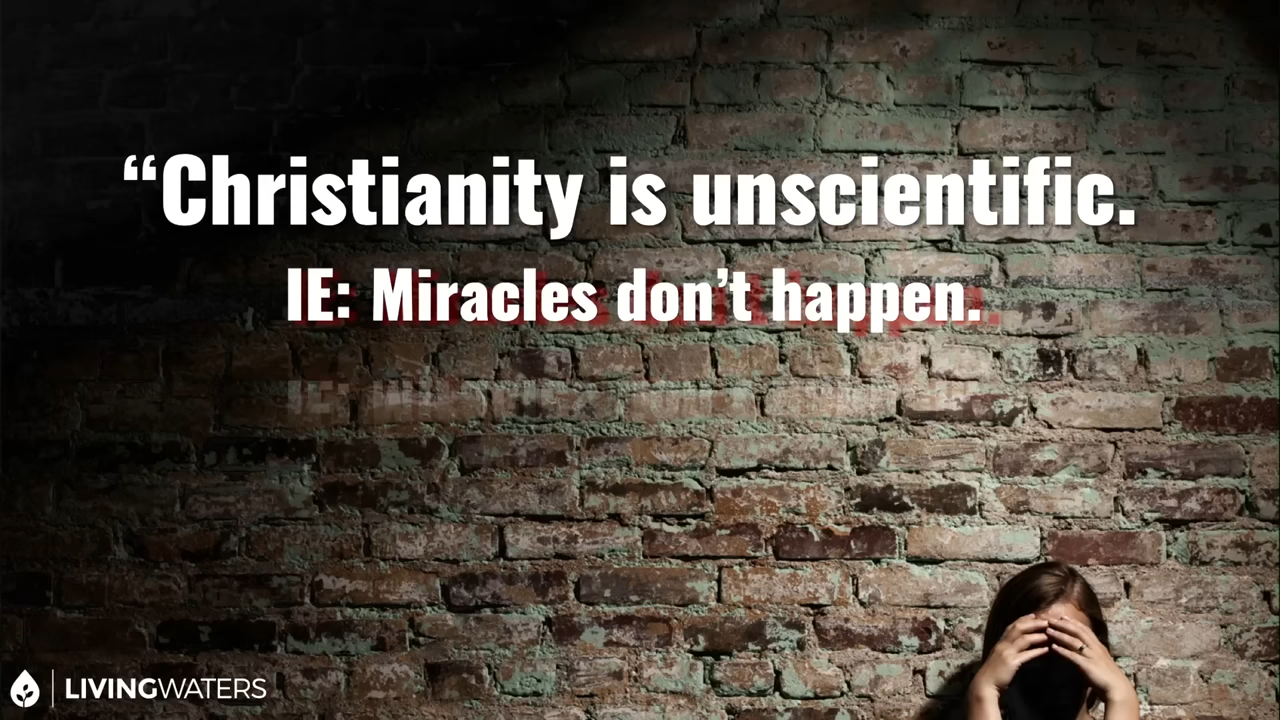 “Christianity is unscientific.
IE: Miracles don’t happen.
LIVINGWATERS